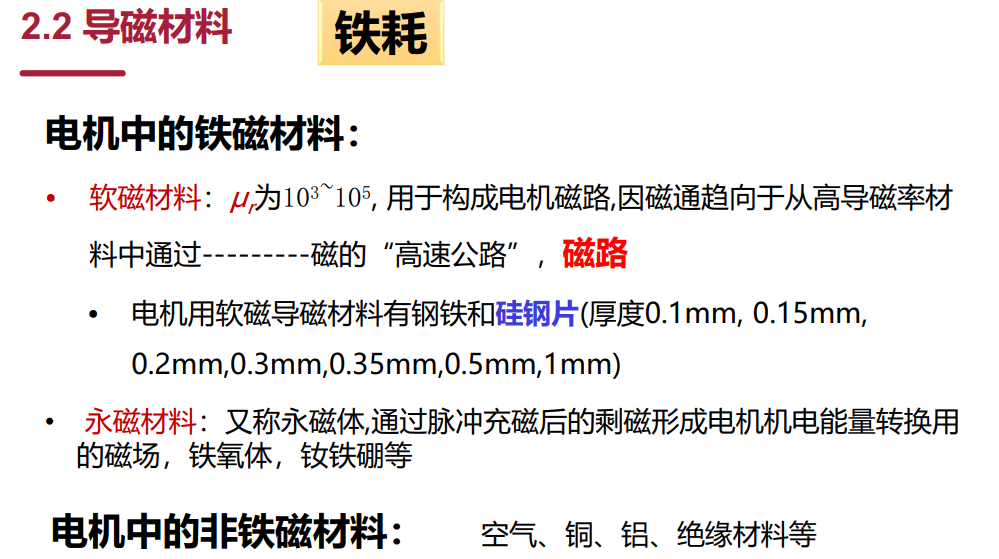 2.2 导磁材料
铁耗
电机中的铁磁材料：
• 软磁材料：μr为10³~10⁵, 用于构成电机磁路,因磁通趋向于从高导磁率材
料中通过---------磁的“高速公路”，磁路
• 电机用软磁导磁材料有钢铁和硅钢片(厚度0.1mm, 0.15mm,
0.2mm,0.3mm,0.35mm,0.5mm,1mm)
• 永磁材料：又称永磁体,通过脉冲充磁后的剩磁形成电机机电能量转换用
的磁场，铁氧体，钕铁硼等
电机中的非铁磁材料： 空气、铜、铝、绝缘材料等